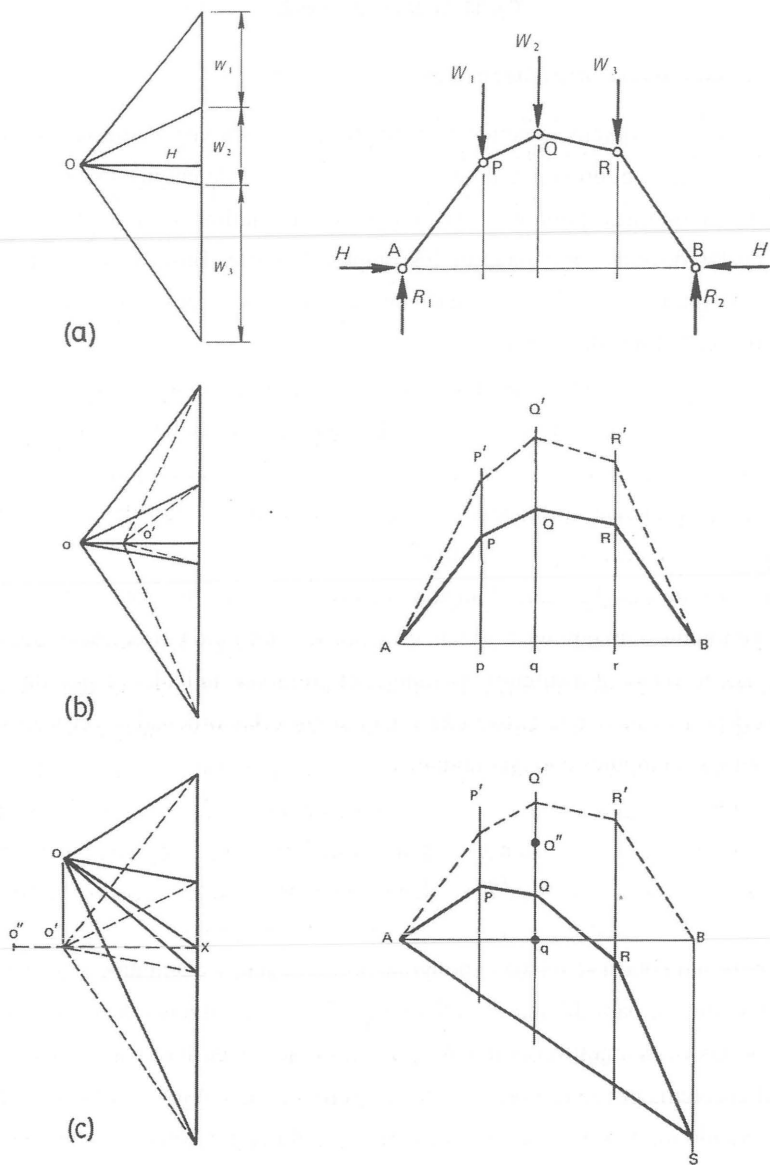 W₁
W₂
W₃
O
H
(a)
W₁
W₂
W₃
P
Q
R
H
A
B
H
R₁
R₂
O
O'
(b)
P'
Q'
R'
P
Q
R
A
B
p
q
r
O
O"
O'
X
(c)
P'
Q'
R'
Q"
P
Q
A
B
q
R
S